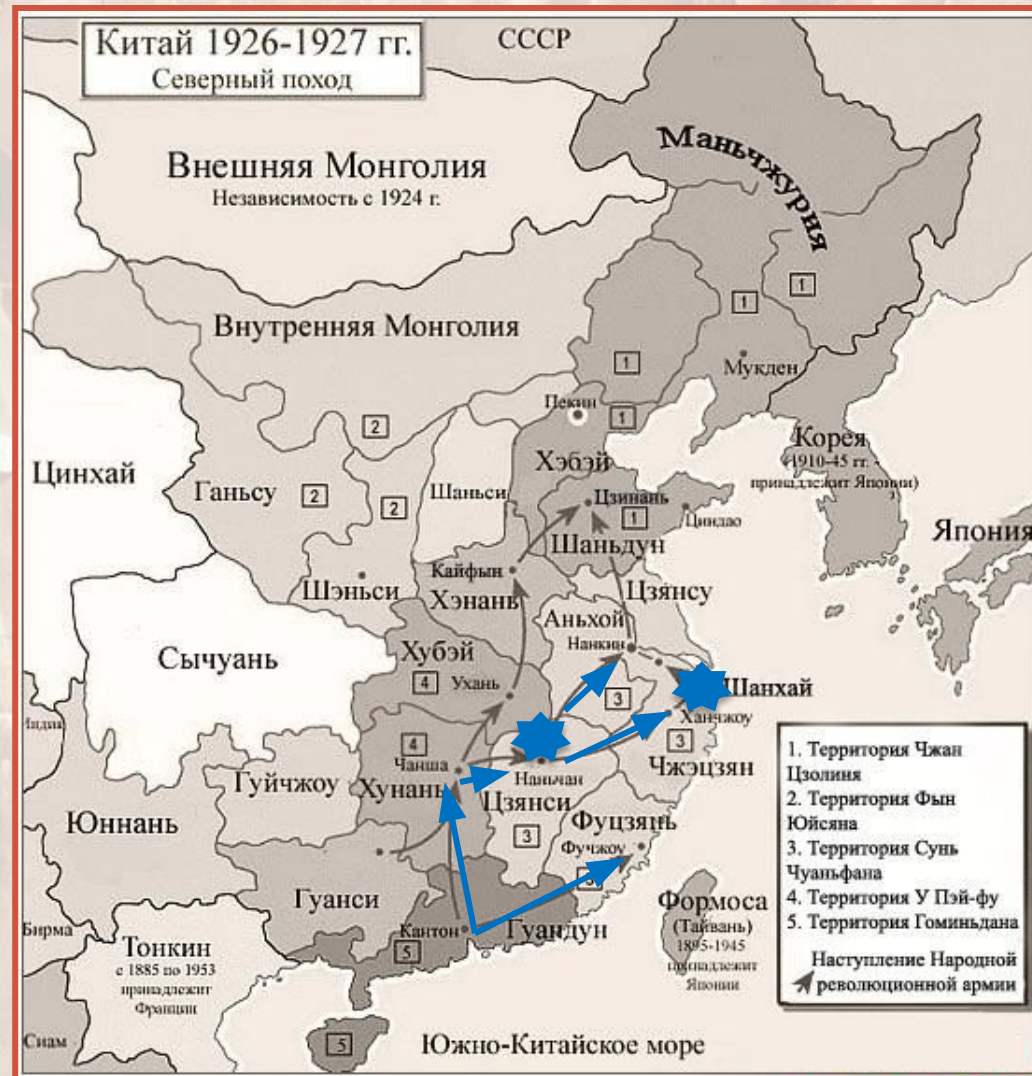 Китай 1926-1927 гг.
Северный поход
СССР
Маньчжурия
Внешняя Монголия
Независимость с 1924 г.
Внутренняя Монголия
1
1
1
Мукден
Пекин
1
2
Корея
(1910-45 гг. -
принадлежит Японии)
Хэбэй
Цинхай
Ганьсу
2
2
Шаньси
Цзинань
1
Циндао
Шаньдун
Япония
Кайфын
Шэньси
Хэнань
Цзянсу
Аньхой
Нанкин
Хубэй
Сычуань
4
Ухань
3
Шанхай
Ханчжоу
3
Чжэцзян
4
Чанша
Наньчан
Гуйчжоу
Хунань
Цзянси
3
Фуцзянь
Фучжоу
Юннань
Гуанси
Кантон
Гуандун
5
Формоса
(Тайвань)
1895-1945
принадлежит
Японии
Бирма
Тонкин
с 1885 по 1953
принадлежит
Франции
Сиам
5
Южно-Китайское море
1. Территория Чжан
Цзолиня
2. Территория Фын
Юйсяна
3. Территория Сунь
Чуаньфана
4. Территория У Пэй-фу
5. Территория Гоминьдана
Наступление Народной
революционной армии